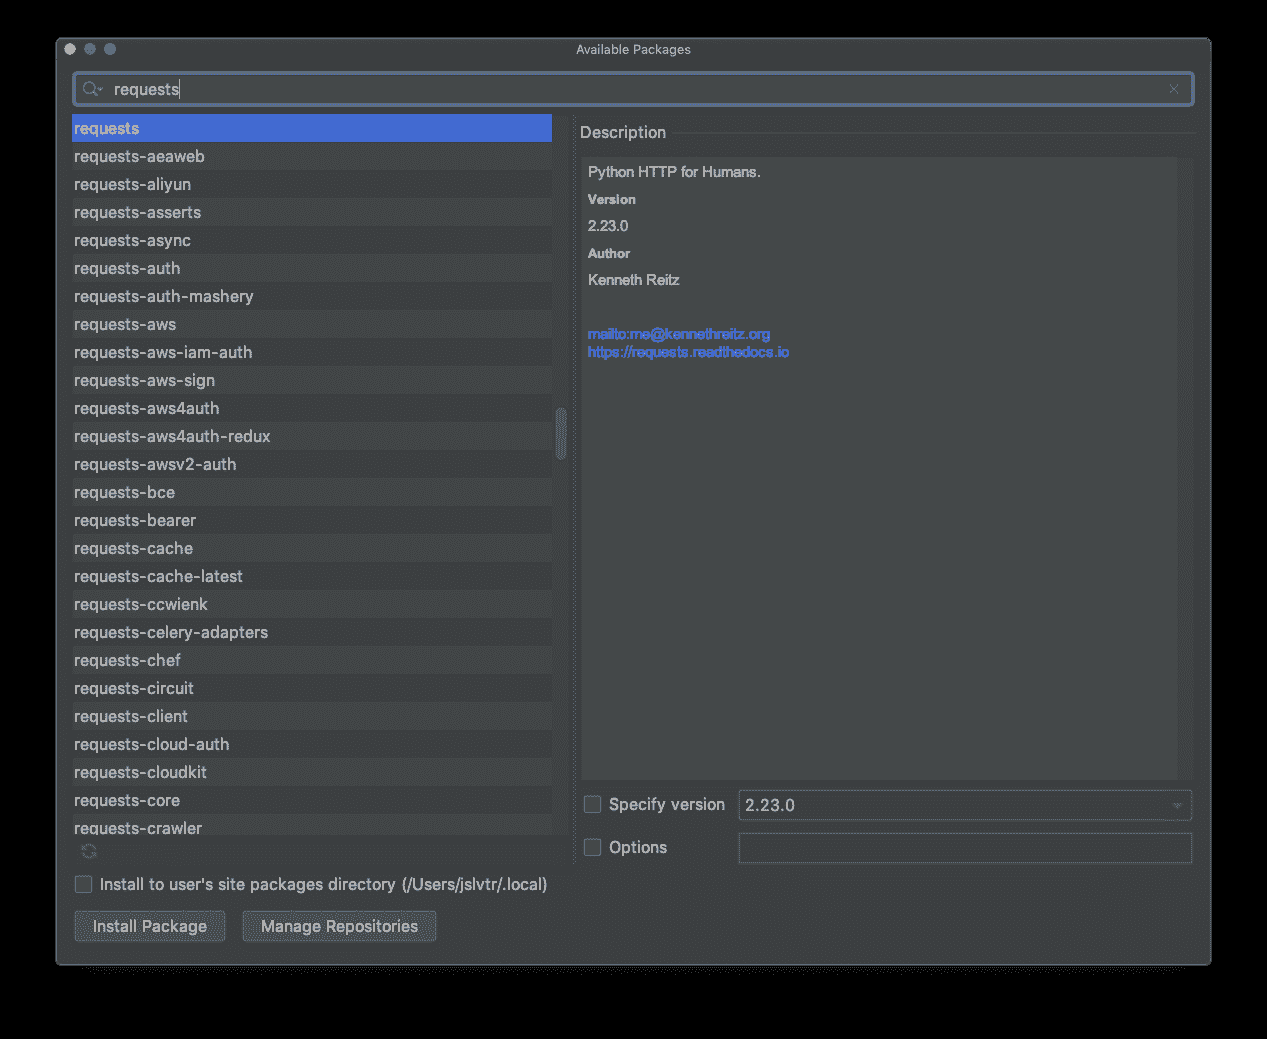 Available Packages
requests
requests
requests-aeaweb
requests-aliyun
requests-asserts
requests-async
requests-auth
requests-auth-mashery
requests-aws
requests-aws-iam-auth
requests-aws-sign
requests-aws4auth
requests-aws4auth-redux
requests-awsv2-auth
requests-bce
requests-bearer
requests-cache
requests-cache-latest
requests-ccwienk
requests-celery-adapters
requests-chef
requests-circuit
requests-client
requests-cloud-auth
requests-cloudkit
requests-core
requests-crawler
Description
Python HTTP for Humans.
Version
2.23.0
Author
Kenneth Reitz
mailto:me@kennethreitz.org
https://requests.readthedocs.io
Specify version 2.23.0
Options
Install to user's site packages directory (/Users/jslvtr/.local)
Install Package Manage Repositories